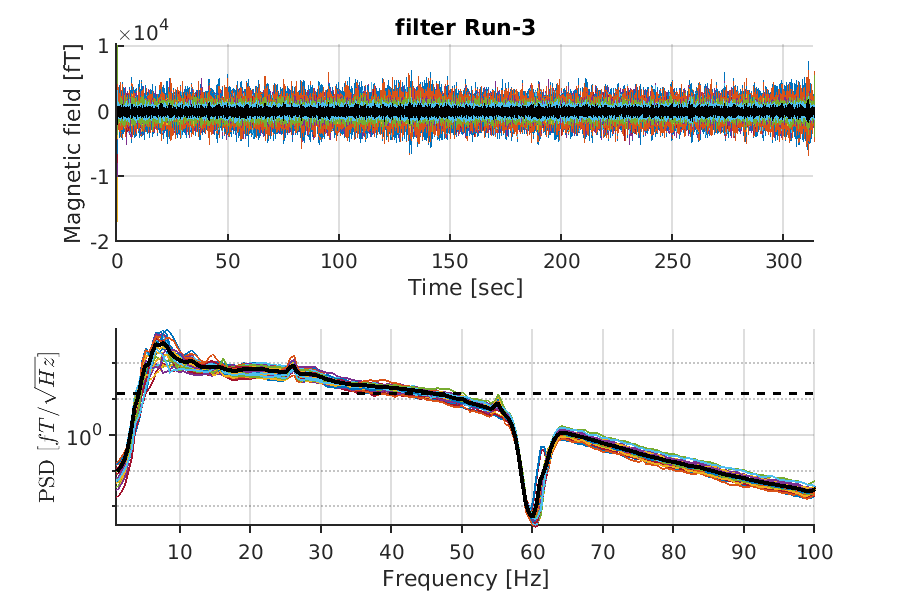 filter Run-3
×10^4
Magnetic field [fT]
1
0
-1
-2
0 50 100 150 200 250 300
Time [sec]
PSD [fT/√Hz]
10^0
10 20 30 40 50 60 70 80 90 100
Frequency [Hz]